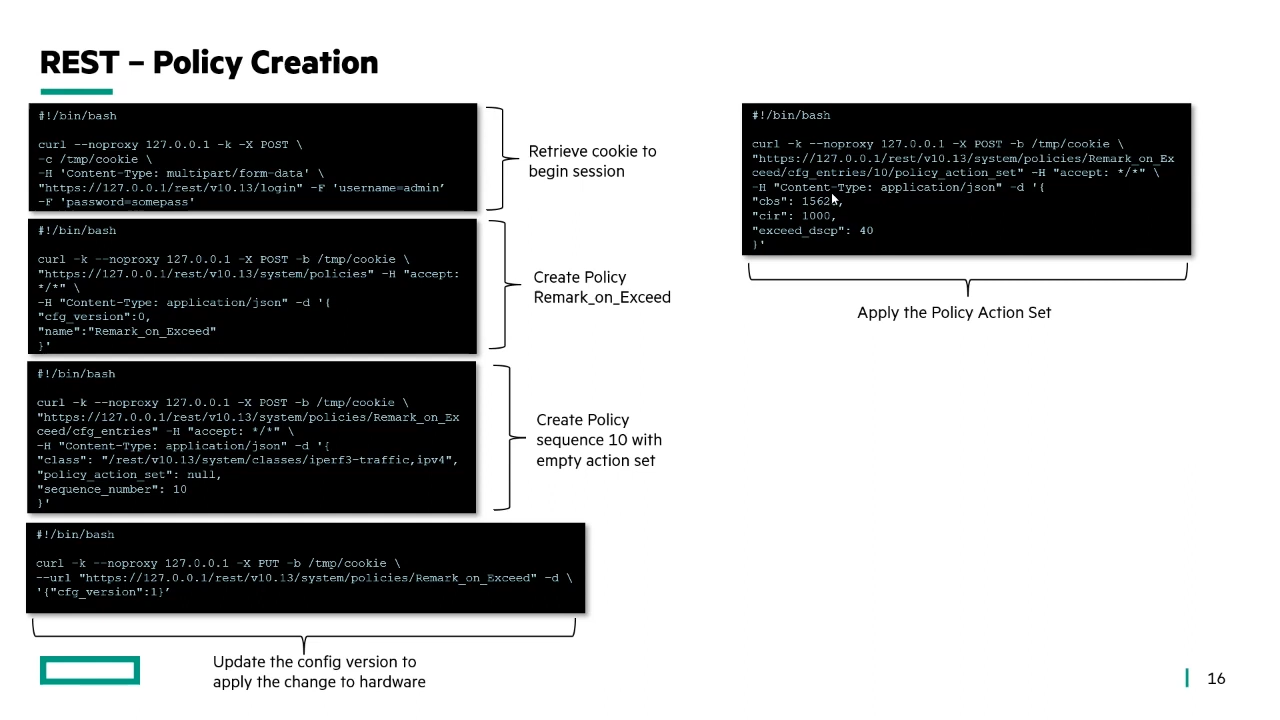 REST – Policy Creation
#!/bin/bash
curl --noproxy 127.0.0.1 -k -X POST \
-c /tmp/cookie \
-H 'Content-Type: multipart/form-data' \
"https://127.0.0.1/rest/v10.13/login" -F 'username=admin’
-F 'password=somepass'
Retrieve cookie to
begin session
#!/bin/bash
curl -k --noproxy 127.0.0.1 -X POST -b /tmp/cookie \
"https://127.0.0.1/rest/v10.13/system/policies" -H "accept:
*/*" \
-H "Content-Type: application/json" -d '{
"cfg_version":0,
"name":"Remark_on_Exceed"
}'
Create Policy
Remark_on_Exceed
#!/bin/bash
curl -k --noproxy 127.0.0.1 -X POST -b /tmp/cookie \
"https://127.0.0.1/rest/v10.13/system/policies/Remark_on_Ex
ceed/cfg_entries" -H "accept: */*" \
-H "Content-Type: application/json" -d '{
"class": "/rest/v10.13/system/classes/iperf3-traffic,ipv4",
"policy_action_set": null,
"sequence_number": 10
}'
Create Policy
sequence 10 with
empty action set
#!/bin/bash
curl -k --noproxy 127.0.0.1 -X PUT -b /tmp/cookie \
--url "https://127.0.0.1/rest/v10.13/system/policies/Remark_on_Exceed" -d \
'{"cfg_version":1}’
Update the config version to
apply the change to hardware
#!/bin/bash
curl -k --noproxy 127.0.0.1 -X POST -b /tmp/cookie \
"https://127.0.0.1/rest/v10.13/system/policies/Remark_on_Ex
ceed/cfg_entries/10/policy_action_set" -H "accept: */*" \
-H "Content-Type: application/json" -d '{
"cbs":
"cir": 1000,
"exceed_dscp": 40
}'
Apply the Policy Action Set
16